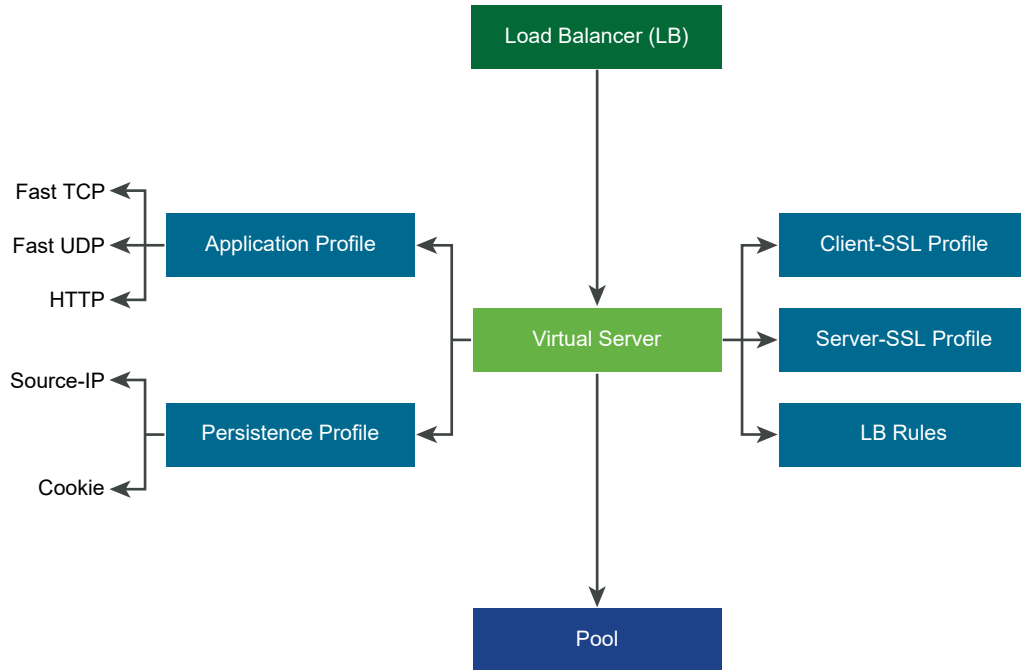 Load Balancer (LB)
Fast TCP
Fast UDP
HTTP
Application Profile
Client-SSL Profile
Virtual Server
Server-SSL Profile
Source-IP
Cookie
Persistence Profile
LB Rules
Pool